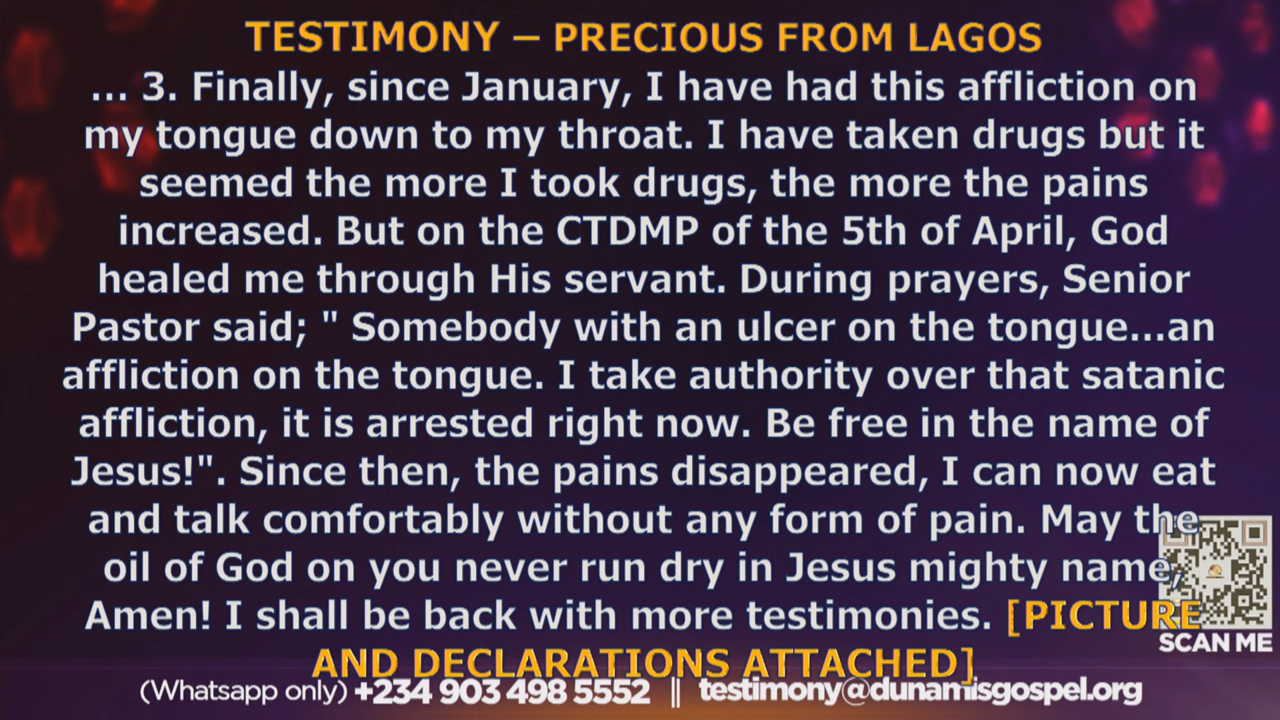 TESTIMONY – PRECIOUS FROM LAGOS
... 3. Finally, since January, I have had this affliction on
my tongue down to my throat. I have taken drugs but it
seemed the more I took drugs, the more the pains
increased. But on the CTDMP of the 5th of April, God
healed me through His servant. During prayers, Senior
Pastor said; " Somebody with an ulcer on the tongue...an
affliction on the tongue. I take authority over that satanic
affliction, it is arrested right now. Be free in the name of
Jesus!". Since then, the pains disappeared, I can now eat
and talk comfortably without any form of pain. May the
oil of God on you never run dry in Jesus mighty name,
Amen! I shall be back with more testimonies. [PICTURE
AND DECLARATIONS ATTACHED]
SCAN ME
(Whatsapp only) +234 903 498 5552 || testimony@dunamisgospel.org